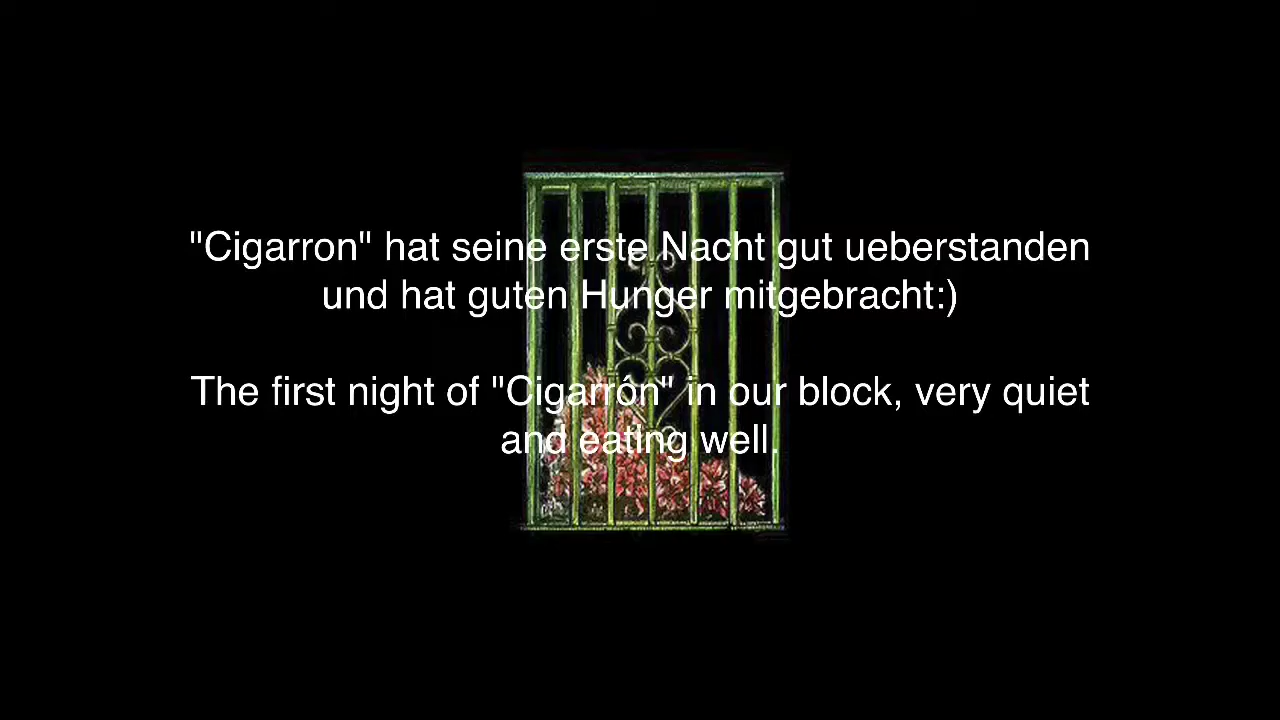 "Cigarron" hat seine erste Nacht gut ueberstanden
und hat guten Hunger mitgebracht:)
The first night of "Cigarrón" in our block, very quiet
and eating well.